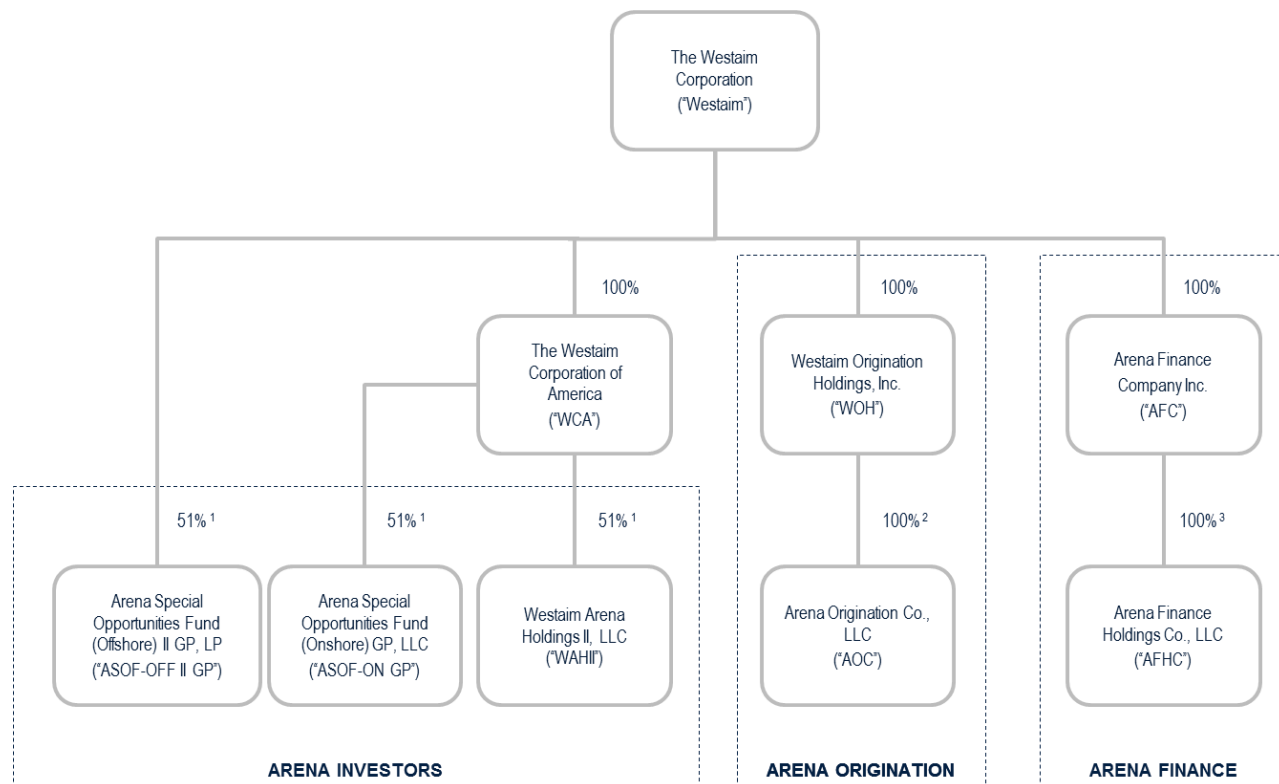 The Westaim
Corporation
("Westaim")
100%
100%
100%
The Westaim
Corporation of
America
("WCA")
Westaim Origination
Holdings, Inc.
("WOH")
Arena Finance
Company Inc.
("AFC")
51% 1
51% 1
51% 1
100% 2
100% 3
Arena Special
Opportunities Fund
(Offshore) II GP, LP
("ASOF-OFF II GP")
Arena Special
Opportunities Fund
(Onshore) GP, LLC
("ASOF-ON GP")
Westaim Arena
Holdings II, LLC
("WAHII")
Arena Origination Co.,
LLC
("AOC")
Arena Finance
Holdings Co., LLC
("AFHC")
ARENA INVESTORS
ARENA ORIGINATION
ARENA FINANCE